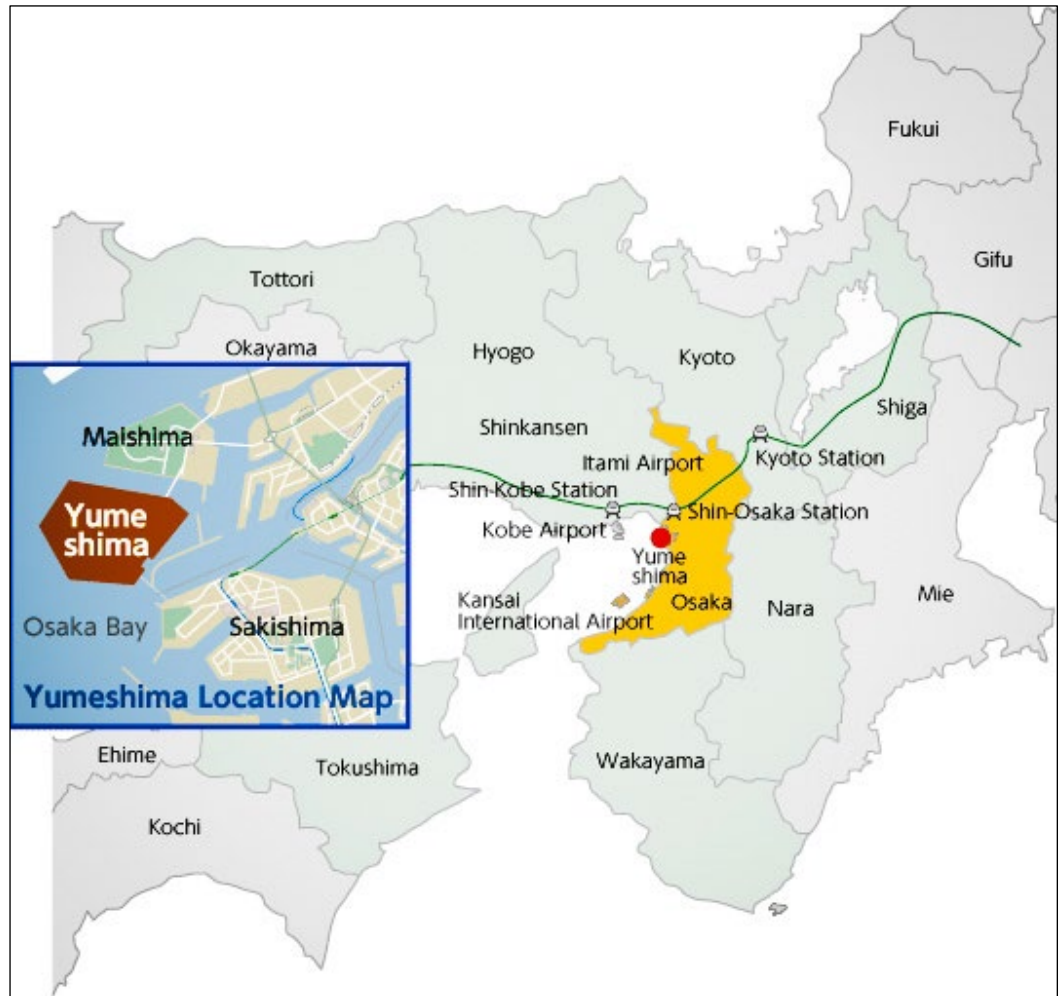 Fukui
Gifu
Tottori
Okayama
Hyogo
Kyoto
Shiga
Shinkansen
Itami Airport
Kyoto Station
Shin-Kobe Station
Shin-Osaka Station
Kobe Airport
Yume
shima
Osaka
Kansai
International Airport
Nara
Mie
Maishima
Yume
shima
Osaka Bay
Sakishima
Yumeshima Location Map
Ehime
Tokushima
Wakayama
Kochi